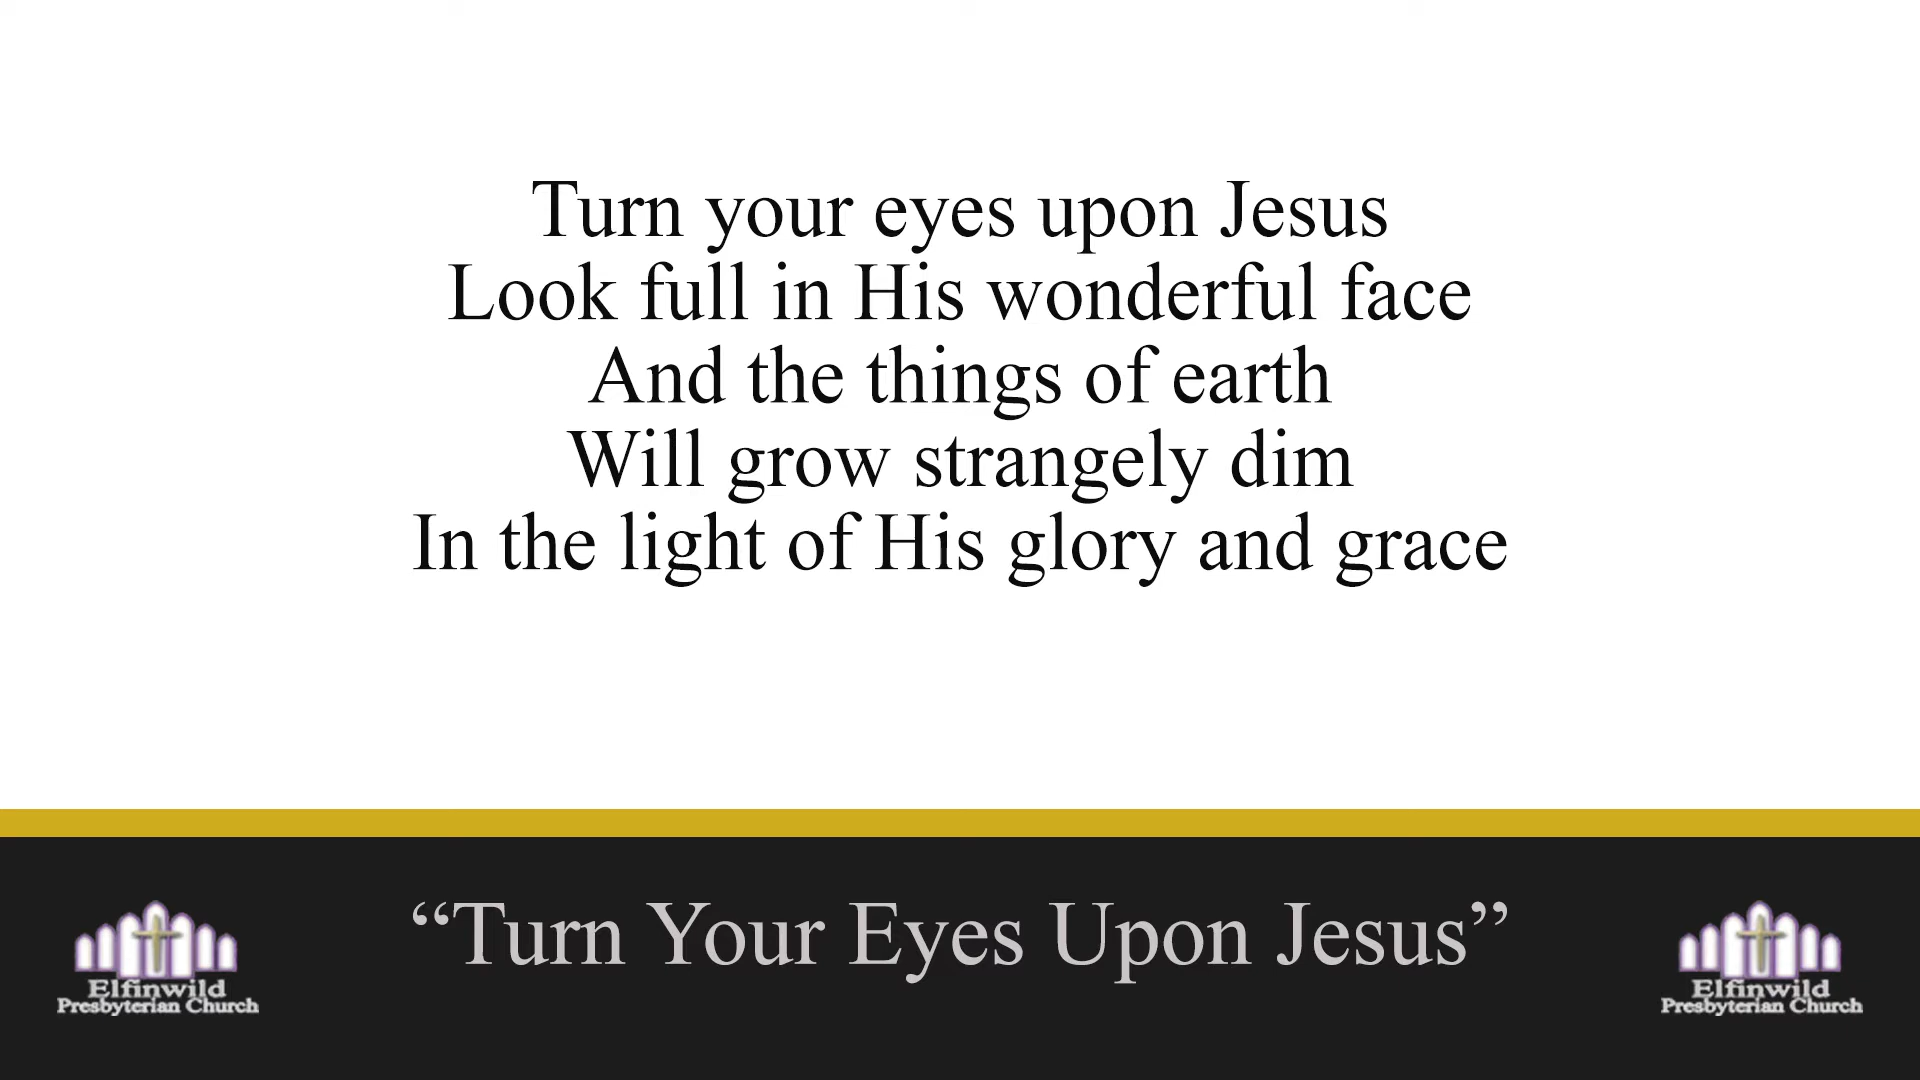 Turn your eyes upon Jesus
Look full in His wonderful face
And the things of earth
Will grow strangely dim
In the light of His glory and grace
“Turn Your Eyes Upon Jesus”
Elfinwild
Presbyterian Church
Elfinwild
Presbyterian Church